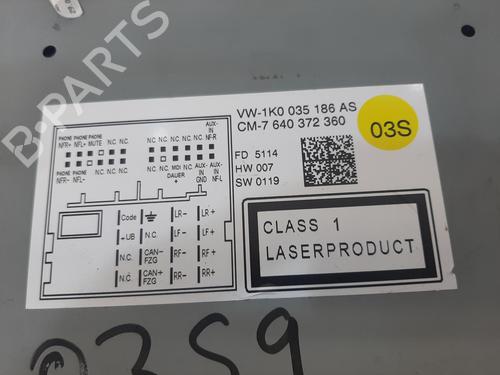 VW-1K0 035 186 AS
CM-7 640 372 360
03S
FD 5114
HW 007
SW 0119
CLASS 1
LASERPRODUCT
PHONE PHONE PHONE AUX-
NFR+ NFL+ MUTE N.C. N.C. N.C. N.C. N.C. IN
NF-R
PHONE PHONE N.C. N.C. N.C. N.C. MDI AUX- AUX-
NFR− NFL− DAUER IN IN
+ GND NF-L
Code LR− LR+
+UB N.C. LF− LF+
N.C. CAN− RF− RF+
FZG
N.C. CAN+ RR− RR+
FZG
03S9
B-PARTS